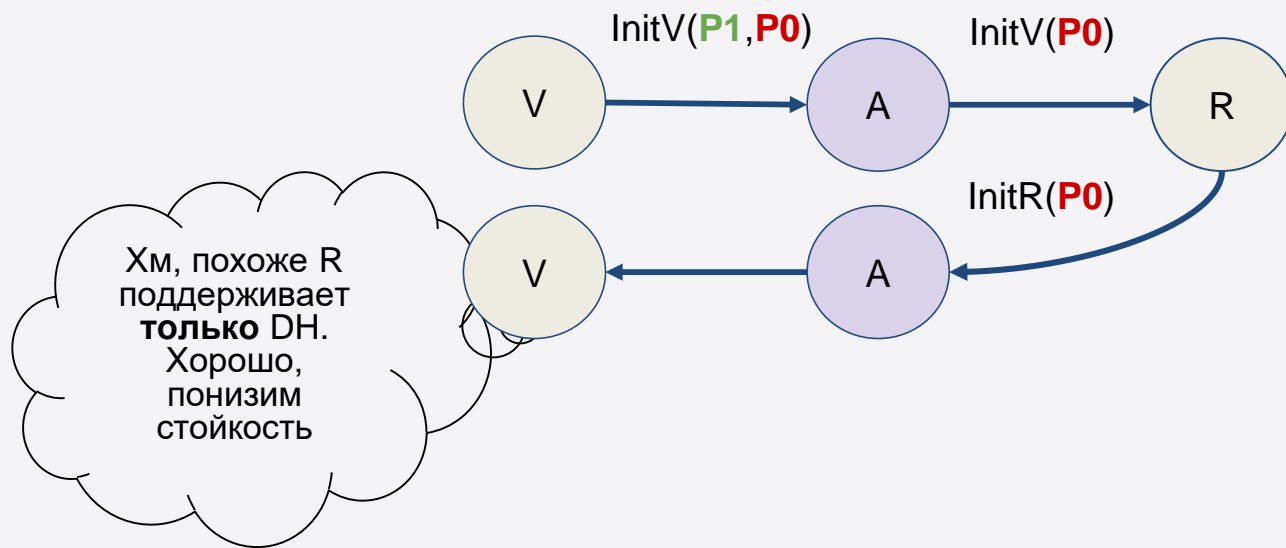 InitV(P1,P0)
InitV(P0)
V
A
R
InitR(P0)
Хм, похоже R
поддерживает
только DH.
Хорошо,
понизим
стойкость
V
A